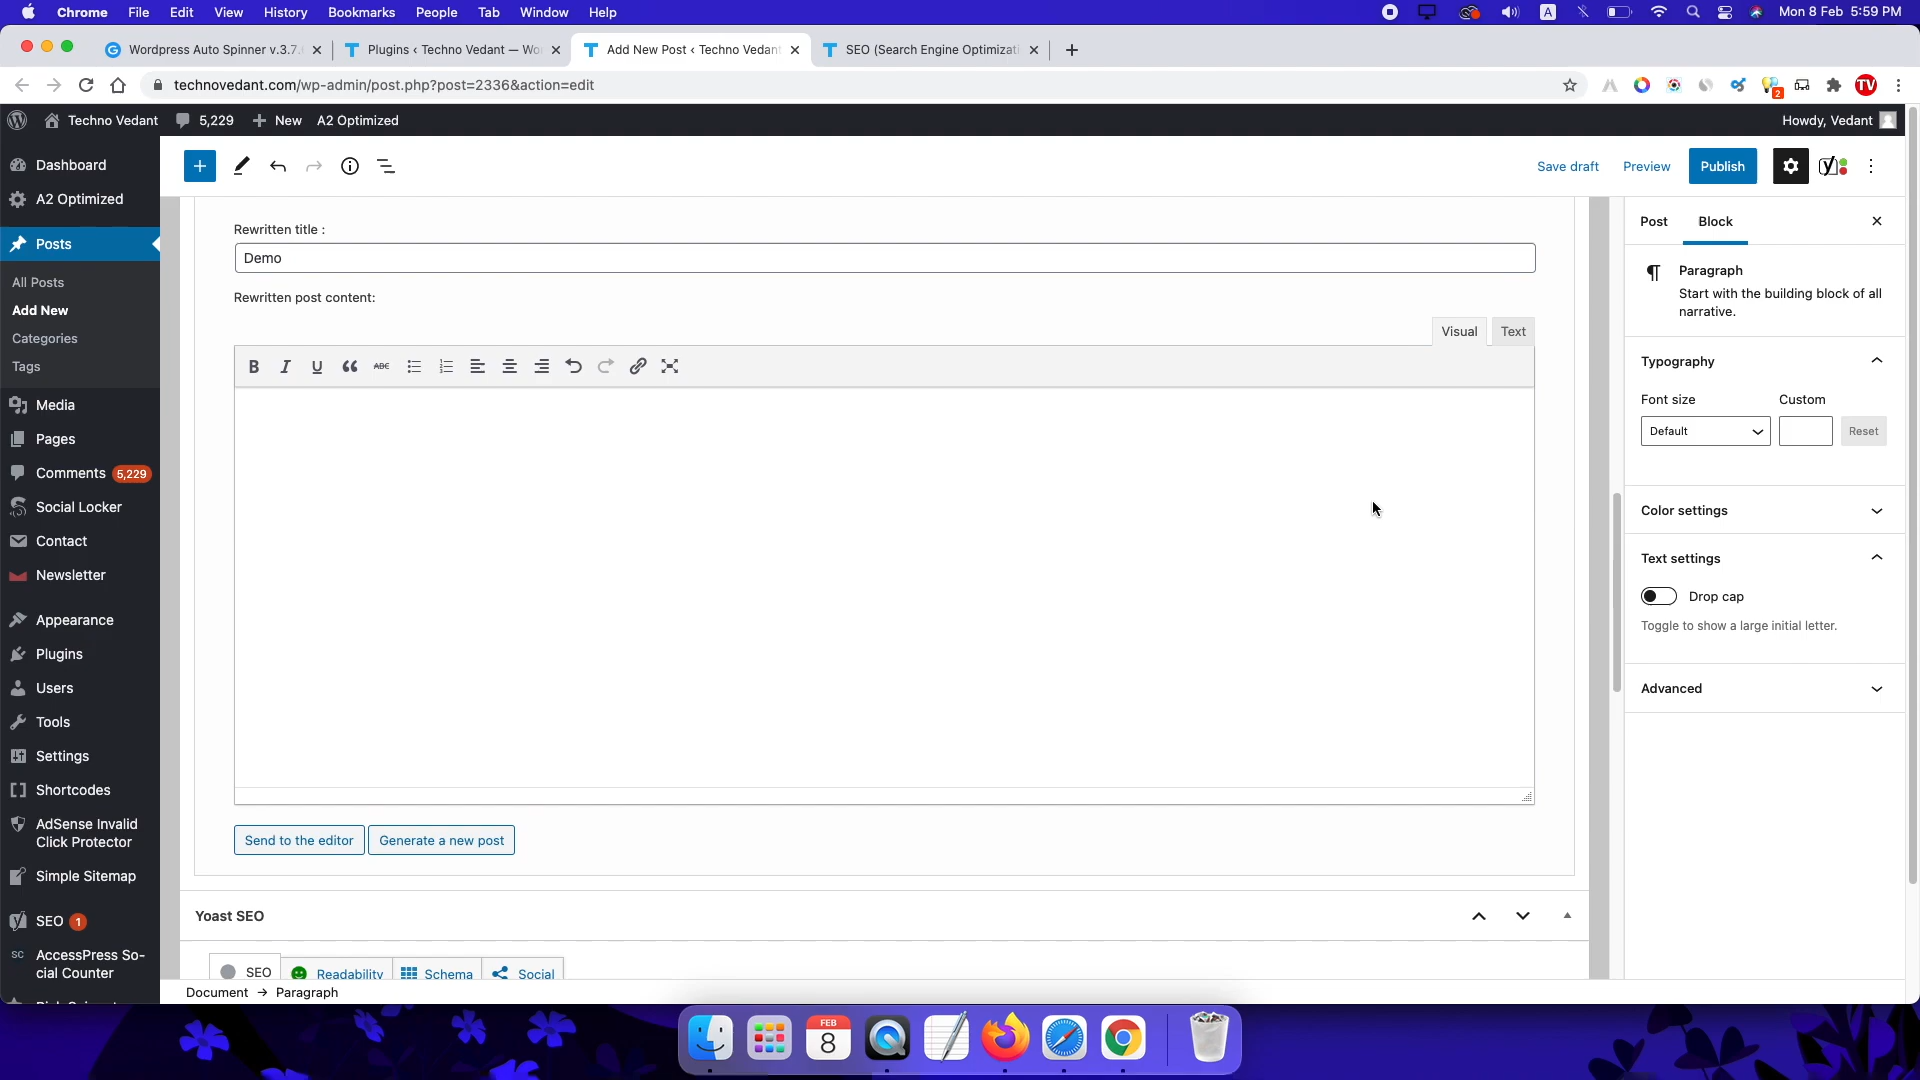 Chrome File Edit View History Bookmarks People Tab Window Help
A
Mon 8 Feb 5:59 PM
Wordpress Auto Spinner v.3.7.
Plugins ‹ Techno Vedant — Wo
Add New Post ‹ Techno Vedant
SEO (Search Engine Optimizati
technovedant.com/wp-admin/post.php?post=2336&action=edit
2
TV
Techno Vedant 5,229 New A2 Optimized Howdy, Vedant
Dashboard
A2 Optimized
Posts
All Posts
Add New
Categories
Tags
Media
Pages
Comments 5,229
Social Locker
Contact
Newsletter
Appearance
Plugins
Users
Tools
Settings
Shortcodes
AdSense Invalid
Click Protector
Simple Sitemap
SEO 1
SC AccessPress So-
cial Counter
Save draft Preview Publish
Rewritten title :
Demo
Rewritten post content:
Visual Text
B I U ABC
Send to the editor Generate a new post
Yoast SEO
SEO Readability Schema Social
Document → Paragraph
Post Block
Paragraph
Start with the building block of all
narrative.
Typography
Font size Custom
Default Reset
Color settings
Text settings
Drop cap
Toggle to show a large initial letter.
Advanced
FEB
8